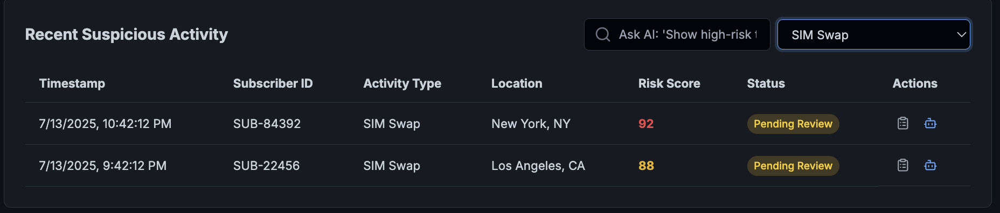 Recent Suspicious Activity
Ask AI: 'Show high-risk
SIM Swap
Timestamp Subscriber ID Activity Type Location Risk Score Status Actions
7/13/2025, 10:42:12 PM SUB-84392 SIM Swap New York, NY 92 Pending Review
7/13/2025, 9:42:12 PM SUB-22456 SIM Swap Los Angeles, CA 88 Pending Review